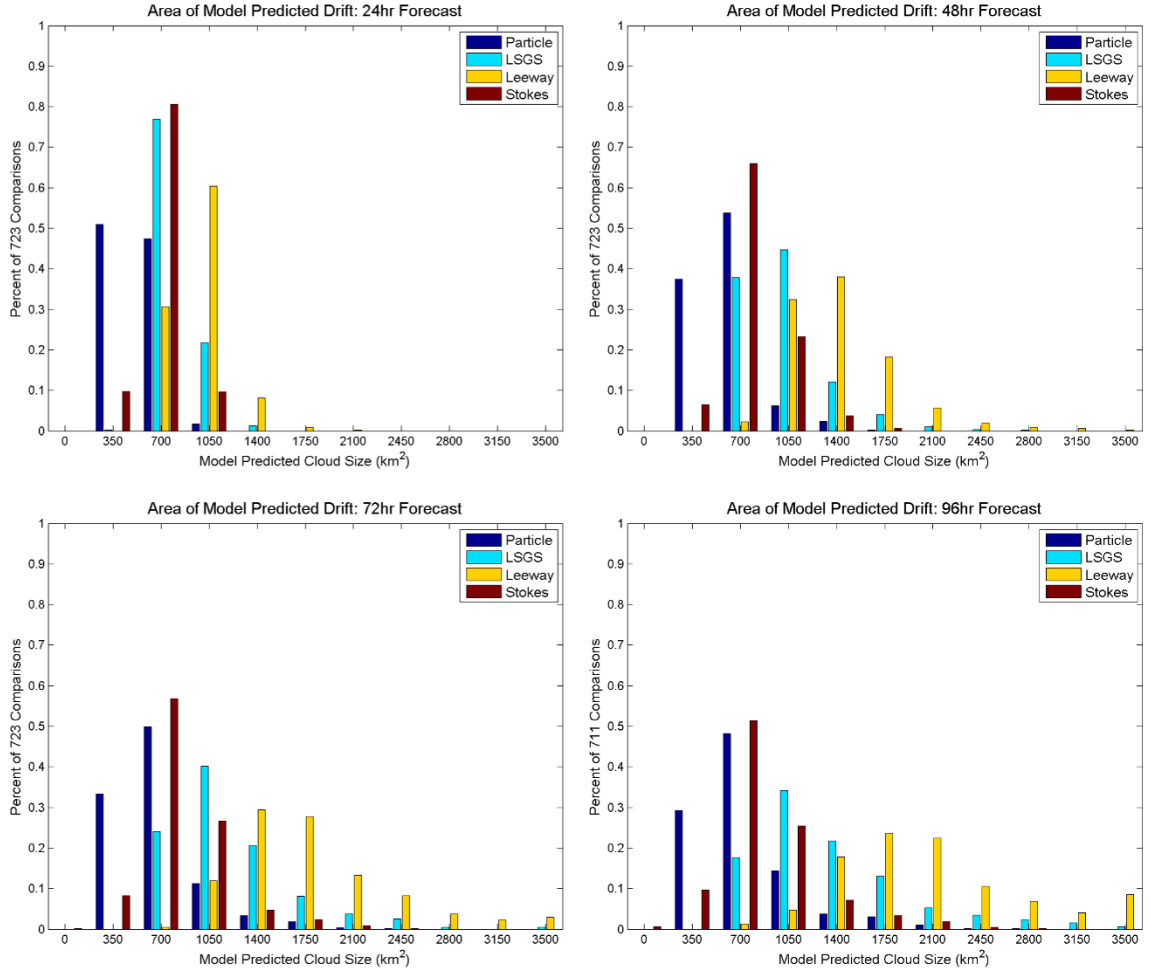 Area of Model Predicted Drift: 24hr Forecast
Percent of 723 Comparisons
1
0.9
0.8
0.7
0.6
0.5
0.4
0.3
0.2
0.1
0
Particle
LSGS
Leeway
Stokes
0 350 700 1050 1400 1750 2100 2450 2800 3150 3500
Model Predicted Cloud Size (km²)
Area of Model Predicted Drift: 48hr Forecast
Percent of 723 Comparisons
1
0.9
0.8
0.7
0.6
0.5
0.4
0.3
0.2
0.1
0
Particle
LSGS
Leeway
Stokes
0 350 700 1050 1400 1750 2100 2450 2800 3150 3500
Model Predicted Cloud Size (km²)
Area of Model Predicted Drift: 72hr Forecast
Percent of 723 Comparisons
1
0.9
0.8
0.7
0.6
0.5
0.4
0.3
0.2
0.1
0
Particle
LSGS
Leeway
Stokes
0 350 700 1050 1400 1750 2100 2450 2800 3150 3500
Model Predicted Cloud Size (km²)
Area of Model Predicted Drift: 96hr Forecast
Percent of 711 Comparisons
1
0.9
0.8
0.7
0.6
0.5
0.4
0.3
0.2
0.1
0
Particle
LSGS
Leeway
Stokes
0 350 700 1050 1400 1750 2100 2450 2800 3150 3500
Model Predicted Cloud Size (km²)